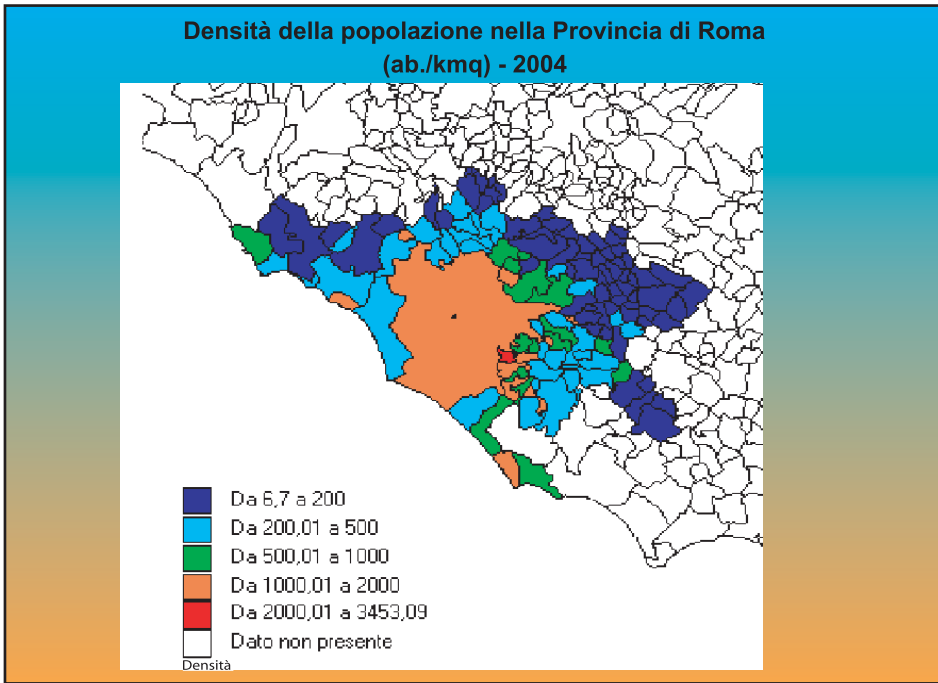 Densità della popolazione nella Provincia di Roma
(ab./kmq) - 2004
Da 6,7 a 200
Da 200,01 a 500
Da 500,01 a 1000
Da 1000,01 a 2000
Da 2000,01 a 3453,09
Dato non presente
Densità